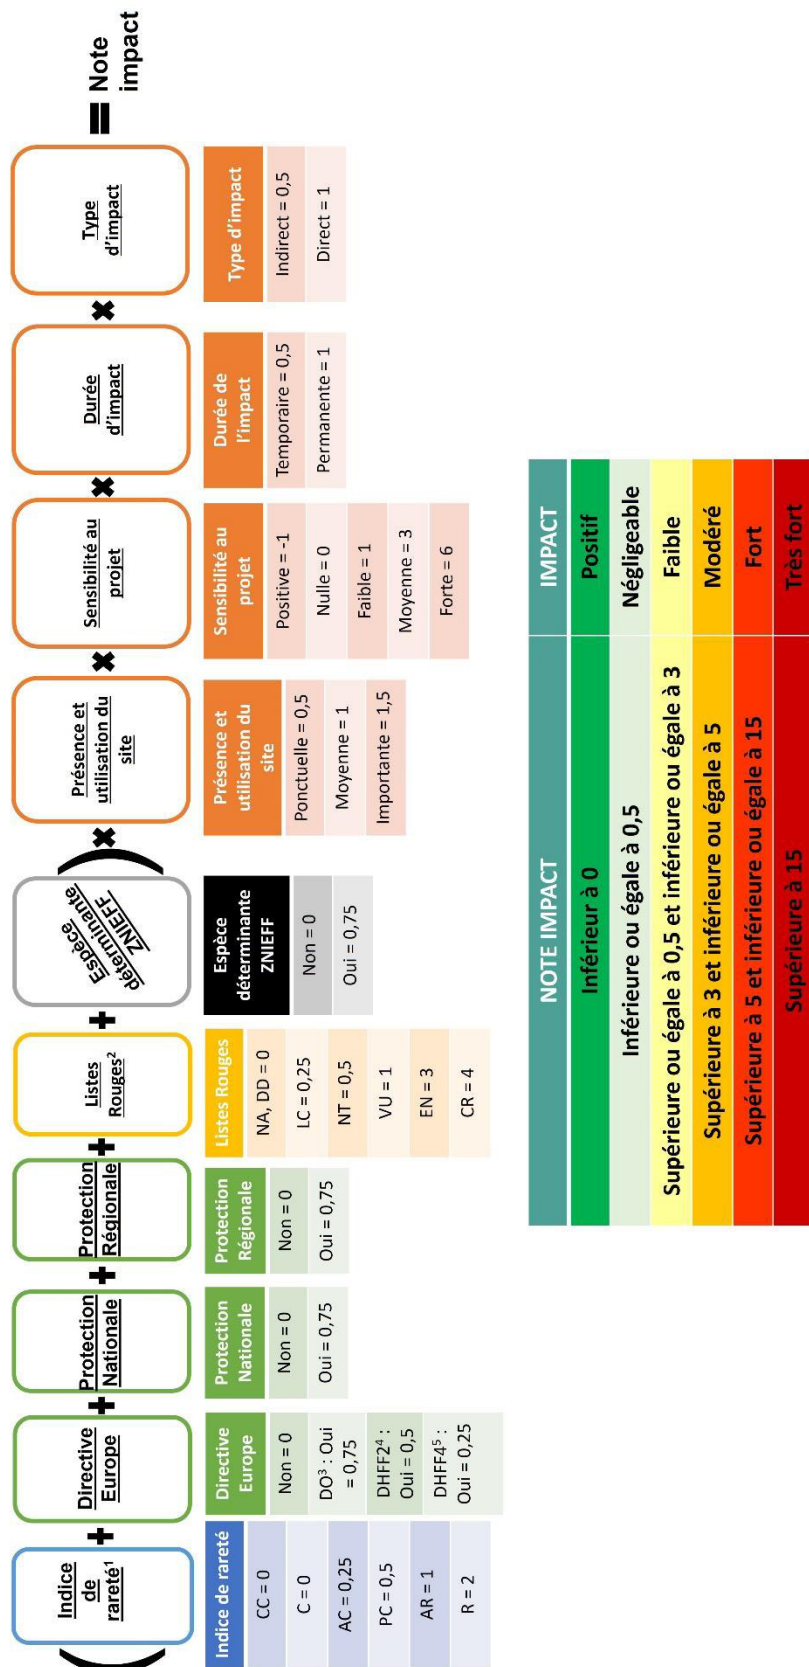 (
Indice
de
rareté¹
+
Directive
Europe
+
Protection
Nationale
+
Protection
Régionale
+
Listes
Rouges²
+
Espèce
déterminante
ZNIEFF
)
×
Présence et
utilisation du
site
×
Sensibilité au
projet
×
Durée
d'impact
×
Type
d'impact
= Note
impact
Indice de rareté
CC = 0
C = 0
AC = 0,25
PC = 0,5
AR = 1
R = 2
Directive
Europe
Non = 0
DO³ : Oui
= 0,75
DHFF2⁴ :
Oui = 0,5
DHFF4⁵ :
Oui = 0,25
Protection
Nationale
Non = 0
Oui = 0,75
Protection
Régionale
Non = 0
Oui = 0,75
Listes Rouges
NA, DD = 0
LC = 0,25
NT = 0,5
VU = 1
EN = 3
CR = 4
Espèce
déterminante
ZNIEFF
Non = 0
Oui = 0,75
Présence et
utilisation du
site
Ponctuelle = 0,5
Moyenne = 1
Importante = 1,5
Sensibilité au
projet
Positive = -1
Nulle = 0
Faible = 1
Moyenne = 3
Forte = 6
Durée de
l'impact
Temporaire = 0,5
Permanente = 1
Type d'impact
Indirect = 0,5
Direct = 1
NOTE IMPACT IMPACT
Inférieur à 0 Positif
Inférieure ou égale à 0,5 Négligeable
Supérieure ou égale à 0,5 et inférieure ou égale à 3 Faible
Supérieure à 3 et inférieure ou égale à 5 Modéré
Supérieure à 5 et inférieure ou égale à 15 Fort
Supérieure à 15 Très fort